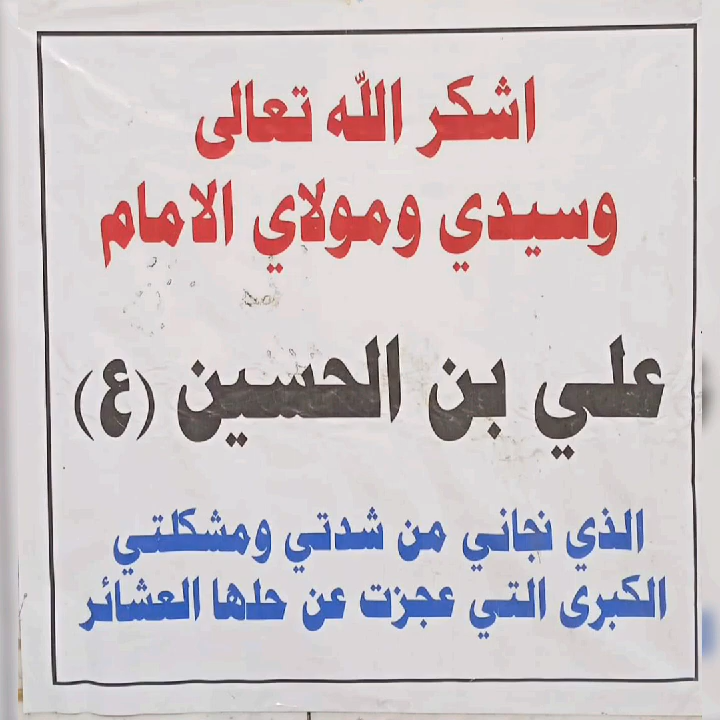 اشكر الله تعالى
وسيدي ومولاي الامام
علي بن الحسين (ع)
الذي نجاني من شدتي ومشكلتي
الكبرى التي عجزت عن حلها العشائر